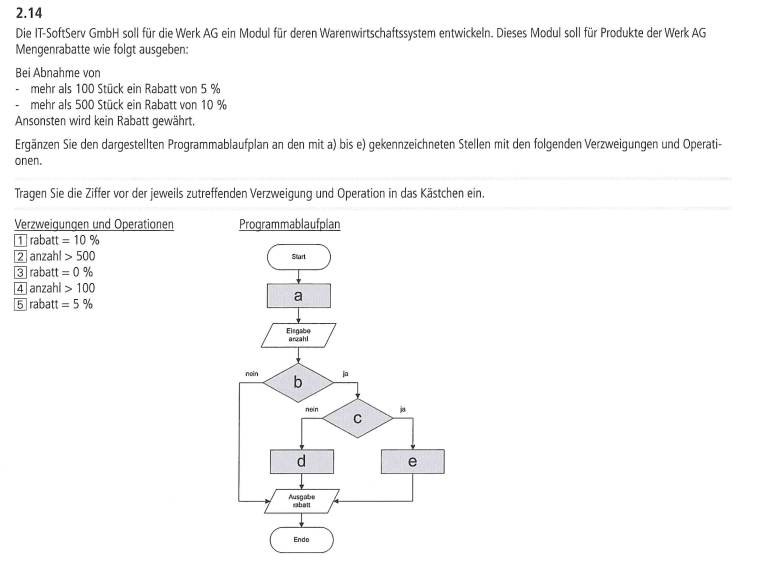 2.14
Die IT-SoftServ GmbH soll für die Werk AG ein Modul für deren Warenwirtschaftssystem entwickeln. Dieses Modul soll für Produkte der Werk AG
Mengenrabatte wie folgt ausgeben:
Bei Abnahme von
- mehr als 100 Stück ein Rabatt von 5 %
- mehr als 500 Stück ein Rabatt von 10 %
Ansonsten wird kein Rabatt gewährt.
Ergänzen Sie den dargestellten Programmablaufplan an den mit a) bis e) gekennzeichneten Stellen mit den folgenden Verzweigungen und Operati-
onen.
Tragen Sie die Ziffer vor der jeweils zutreffenden Verzweigung und Operation in das Kästchen ein.
Verzweigungen und Operationen
1 rabatt = 10 %
2 anzahl > 500
3 rabatt = 0 %
4 anzahl > 100
5 rabatt = 5 %
Programmablaufplan
Start
a
Eingabe
anzahl
nein
b
ja
nein
c
ja
d
e
Ausgabe
rabatt
Ende